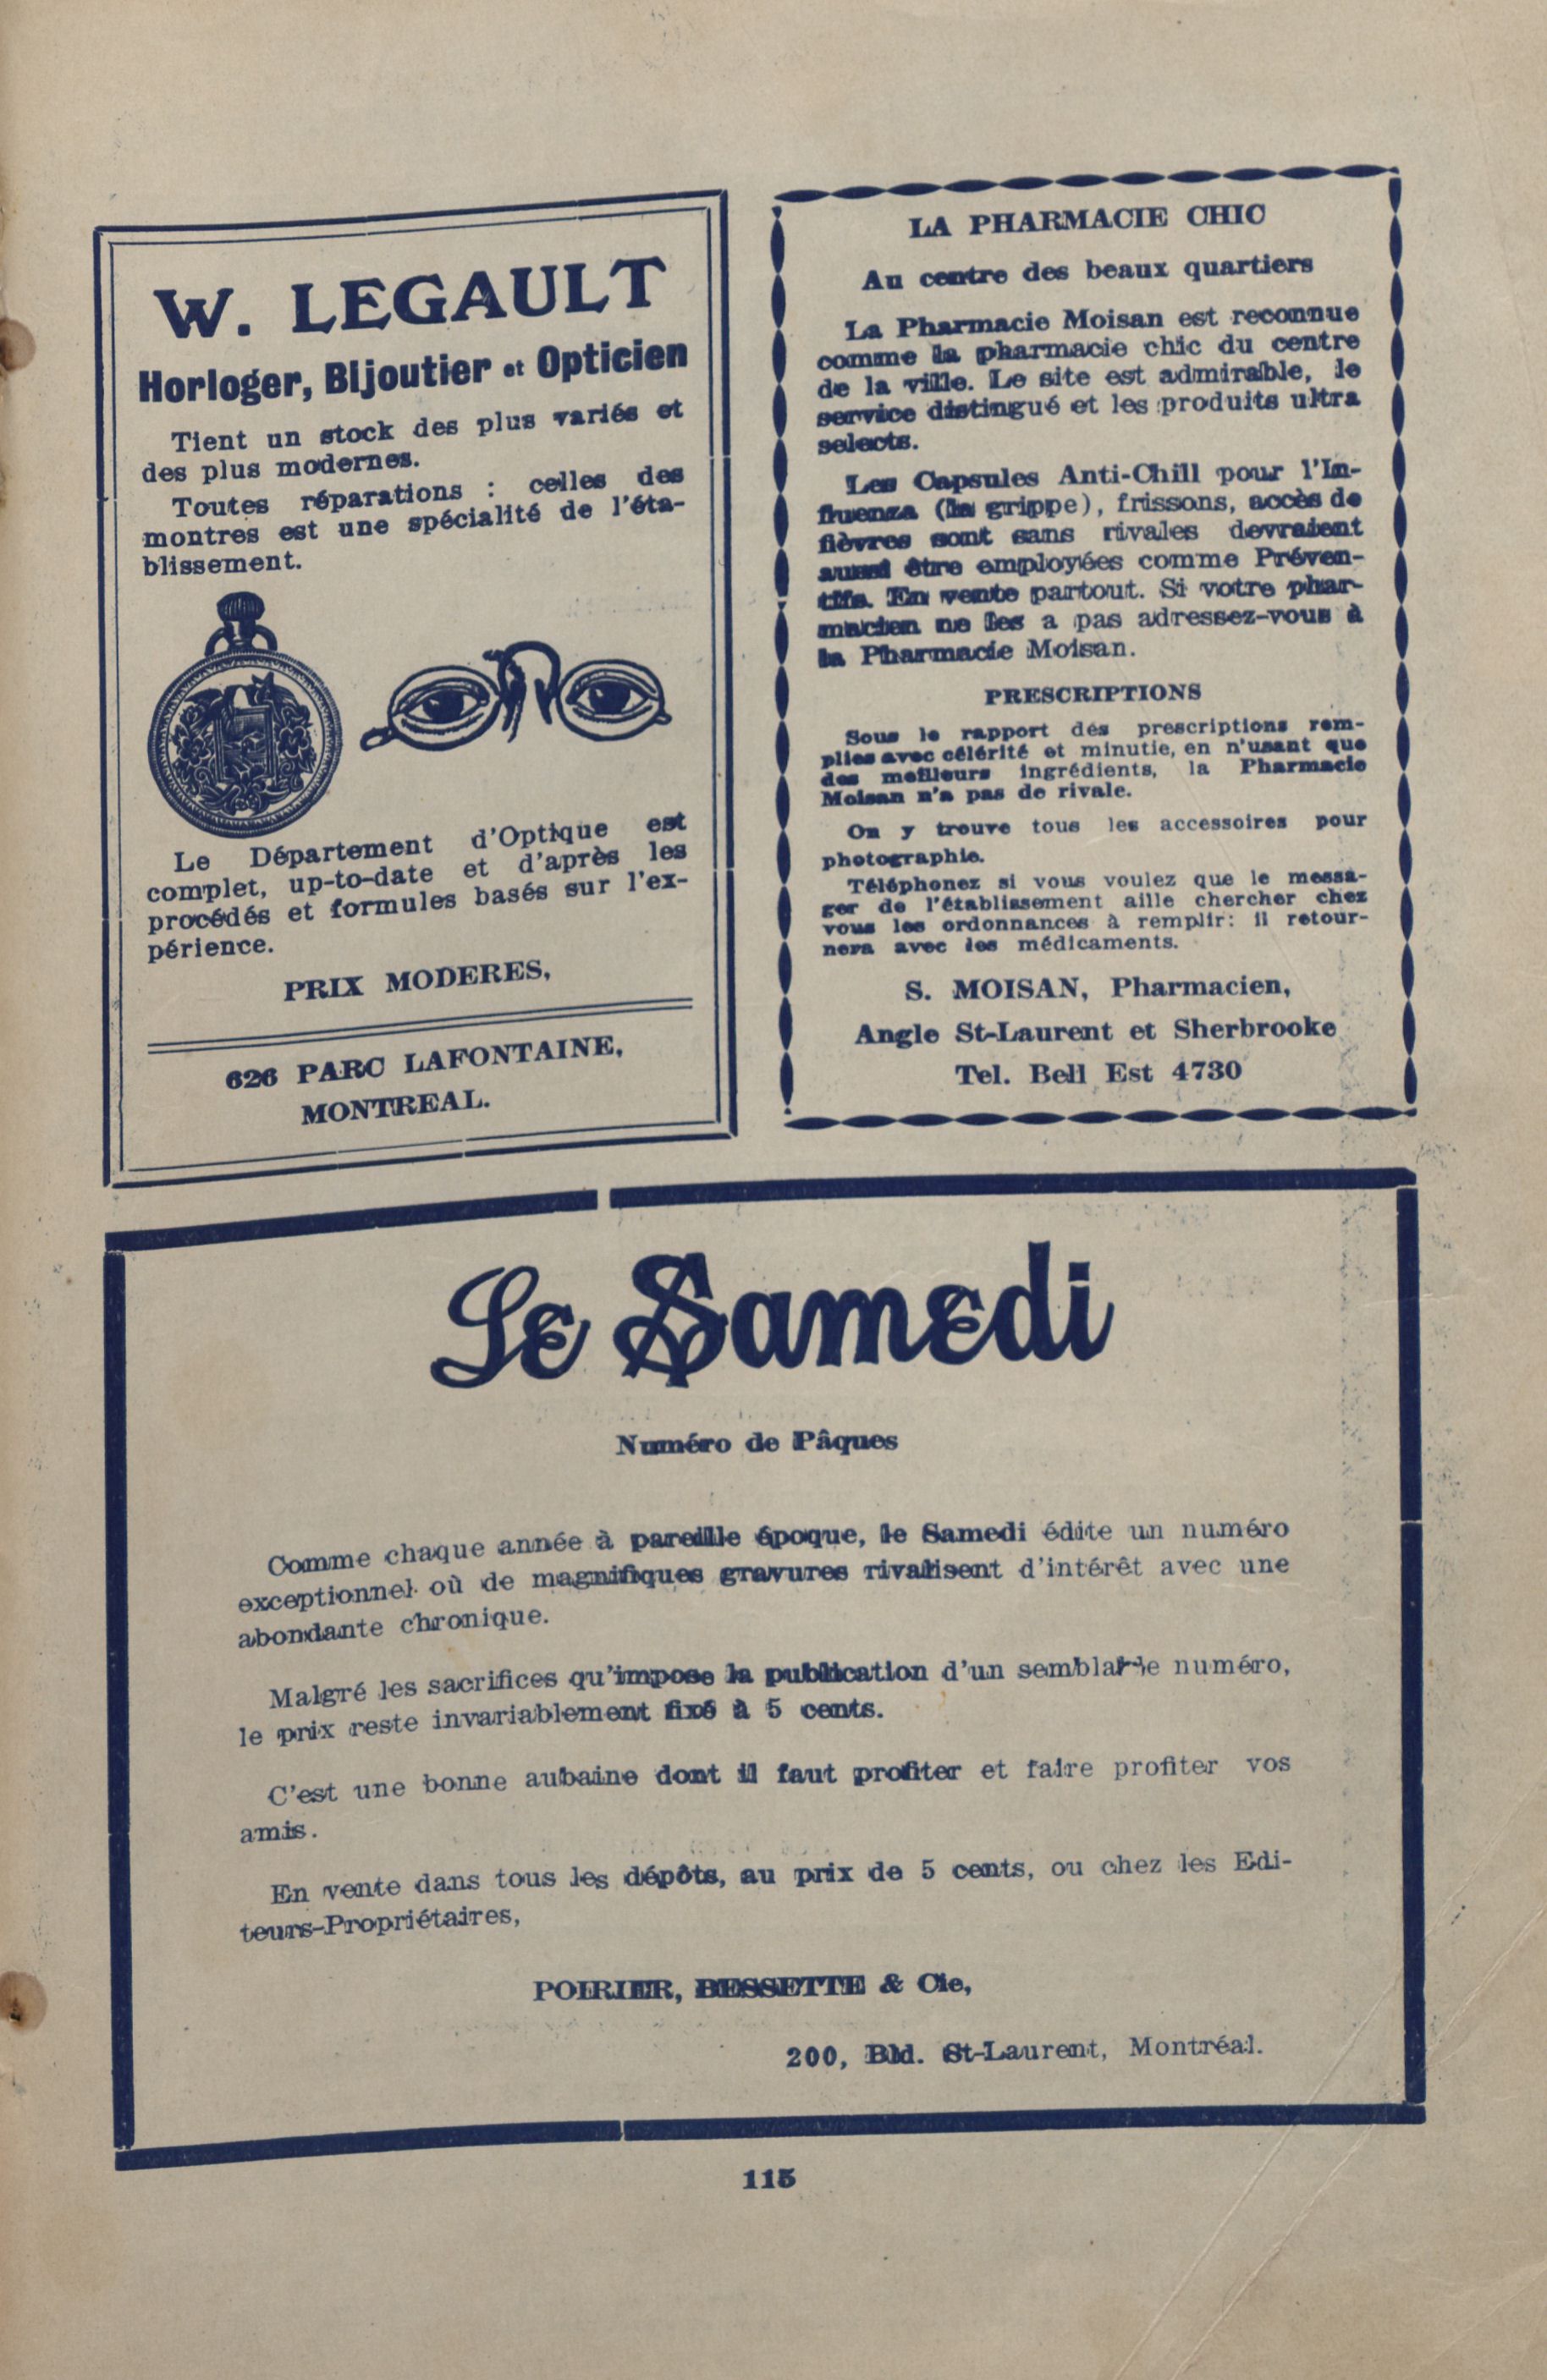 W. LEGAULT
Horloger, Bijoutier et Opticien
Tient un stock des plus variés et
des plus modernes.
Toutes réparations : celles des
montres est une spécialité de l'éta-
blissement.
Le Département d'Optique est
complet, up-to-date et d'après les
procédés et formules basés sur l'ex-
périence.
PRIX MODERES,
626 PARC LAFONTAINE,
MONTREAL.
LA PHARMACIE CHIC
Au centre des beaux quartiers
La Pharmacie Moisan est reconnue
comme la pharmacie chic du centre
de la ville. Le site est admirable, le
service distingué et les produits ultra
selects.
Les Capsules Anti-Chill pour l'In-
fluenza (la grippe), frissons, accès de
fièvres sont sans rivales devraient
aussi être employées comme Préven-
tifs. En vente partout. Si votre phar-
macien ne les a pas adressez-vous à
la Pharmacie Moisan.
PRESCRIPTIONS
Sous le rapport des prescriptions rem-
plies avec célérité et minutie, en n'usant que
des meilleurs ingrédients, la Pharmacie
Moisan n'a pas de rivale.
On y trouve tous les accessoires pour
photographie.
Téléphonez si vous voulez que le messa-
ger de l'établissement aille chercher chez
vous les ordonnances à remplir: il retour-
nera avec les médicaments.
S. MOISAN, Pharmacien,
Angle St-Laurent et Sherbrooke
Tel. Bell Est 4730
Le Samedi
Numéro de Pâques
Comme chaque année à pareille époque, le Samedi édite un numéro
exceptionnel où de magnifiques gravures rivalisent d'intérêt avec une
abondante chronique.
Malgré les sacrifices qu'impose la publication d'un semblable numéro,
le prix reste invariablement fixé à 5 cents.
C'est une bonne aubaine dont il faut profiter et faire profiter vos
amis.
En vente dans tous les dépôts, au prix de 5 cents, ou chez les Edi-
teurs-Propriétaires,
POIRIER, BESSETTE & Cie,
200, Bld. St-Laurent, Montréal.
115